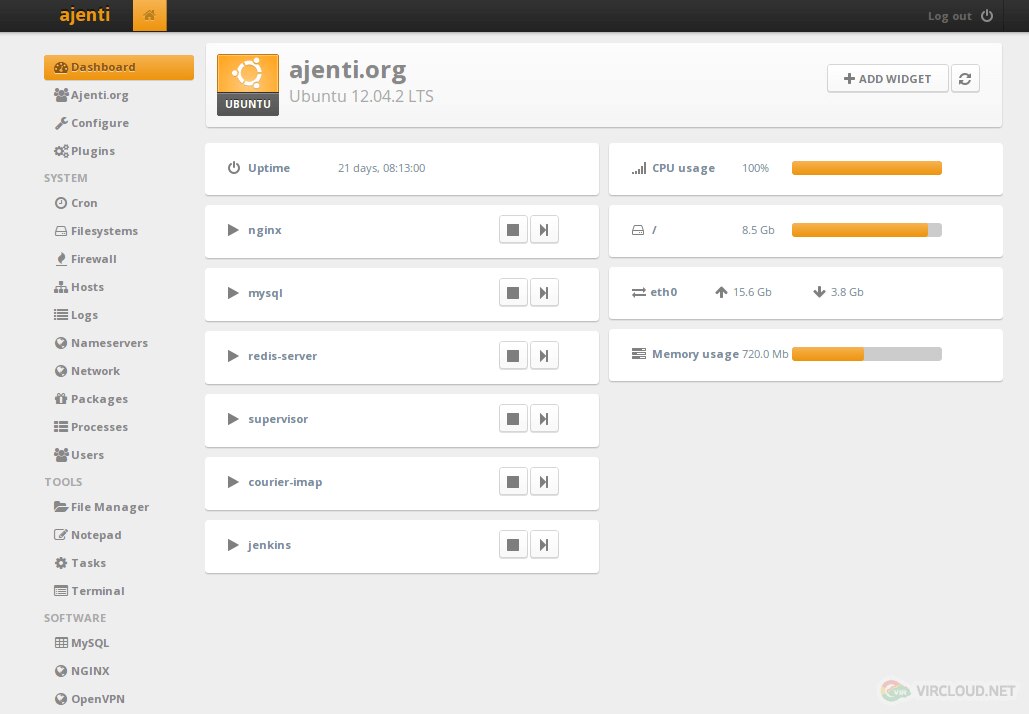 ajenti
Log out
Dashboard
Ajenti.org
Configure
Plugins
SYSTEM
Cron
Filesystems
Firewall
Hosts
Logs
Nameservers
Network
Packages
Processes
Users
TOOLS
File Manager
Notepad
Tasks
Terminal
SOFTWARE
MySQL
NGINX
OpenVPN
UBUNTU
ajenti.org
Ubuntu 12.04.2 LTS
ADD WIDGET
Uptime 21 days, 08:13:00
nginx
mysql
redis-server
supervisor
courier-imap
jenkins
CPU usage 100%
/ 8.5 Gb
eth0 15.6 Gb 3.8 Gb
Memory usage 720.0 Mb
VIRCLOUD.NET